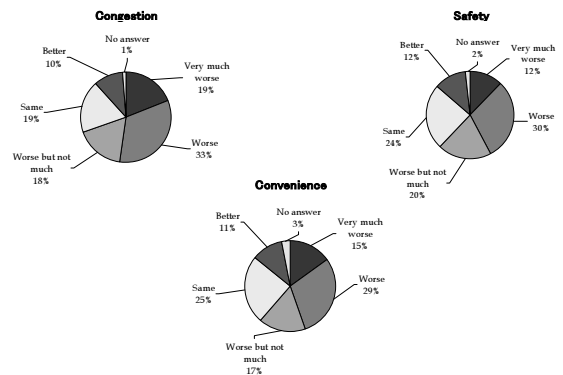 Congestion
No answer
1%
Better
10%
Very much
worse
19%
Same
19%
Worse
33%
Worse but not
much
18%
Safety
No answer
2%
Better
12%
Very much
worse
12%
Worse
30%
Same
24%
Worse but not
much
20%
Convenience
No answer
3%
Better
11%
Very much
worse
15%
Worse
29%
Same
25%
Worse but not
much
17%